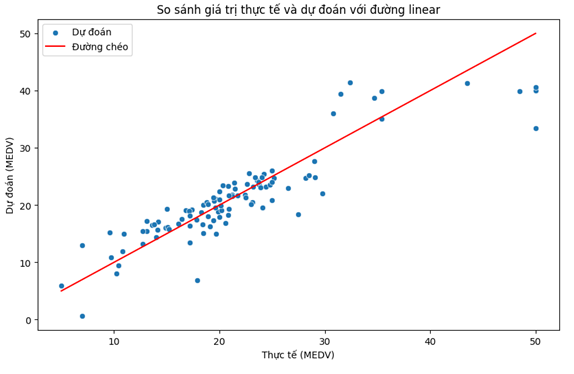 So sánh giá trị thực tế và dự đoán với đường linear
Dự đoán
Đường chéo
Dự đoán (MEDV)
50
40
30
20
10
0
10
20
30
40
50
Thực tế (MEDV)